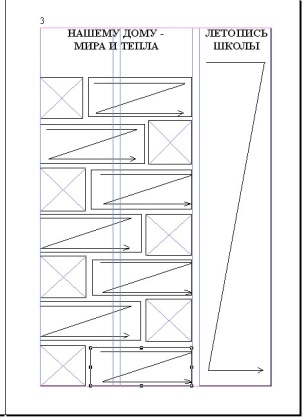 3
НАШЕМУ ДОМУ -
МИРА И ТЕПЛА
ЛЕТОПИСЬ
ШКОЛЫ